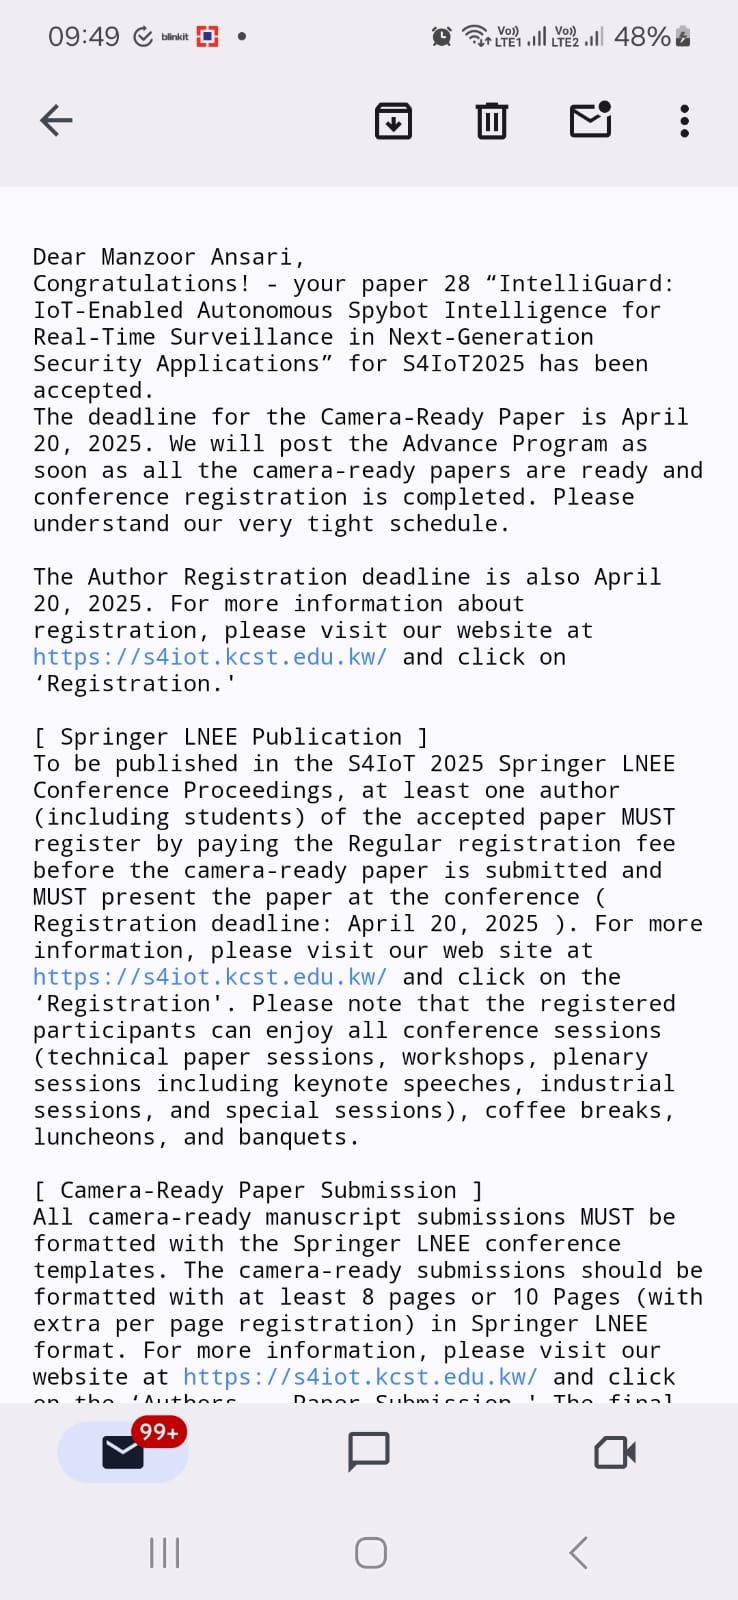 09:49 blinkit Vo)) LTE1 Vo)) LTE2 48%
Dear Manzoor Ansari,
Congratulations! - your paper 28 “IntelliGuard:
IoT-Enabled Autonomous Spybot Intelligence for
Real-Time Surveillance in Next-Generation
Security Applications” for S4IoT2025 has been
accepted.
The deadline for the Camera-Ready Paper is April
20, 2025. We will post the Advance Program as
soon as all the camera-ready papers are ready and
conference registration is completed. Please
understand our very tight schedule.
The Author Registration deadline is also April
20, 2025. For more information about
registration, please visit our website at
https://s4iot.kcst.edu.kw/ and click on
‘Registration.'
[ Springer LNEE Publication ]
To be published in the S4IoT 2025 Springer LNEE
Conference Proceedings, at least one author
(including students) of the accepted paper MUST
register by paying the Regular registration fee
before the camera-ready paper is submitted and
MUST present the paper at the conference (
Registration deadline: April 20, 2025 ). For more
information, please visit our web site at
https://s4iot.kcst.edu.kw/ and click on the
‘Registration'. Please note that the registered
participants can enjoy all conference sessions
(technical paper sessions, workshops, plenary
sessions including keynote speeches, industrial
sessions, and special sessions), coffee breaks,
luncheons, and banquets.
[ Camera-Ready Paper Submission ]
All camera-ready manuscript submissions MUST be
formatted with the Springer LNEE conference
templates. The camera-ready submissions should be
formatted with at least 8 pages or 10 Pages (with
extra per page registration) in Springer LNEE
format. For more information, please visit our
website at https://s4iot.kcst.edu.kw/ and click
on the ‘Authors Paper Submission.' The final
99+